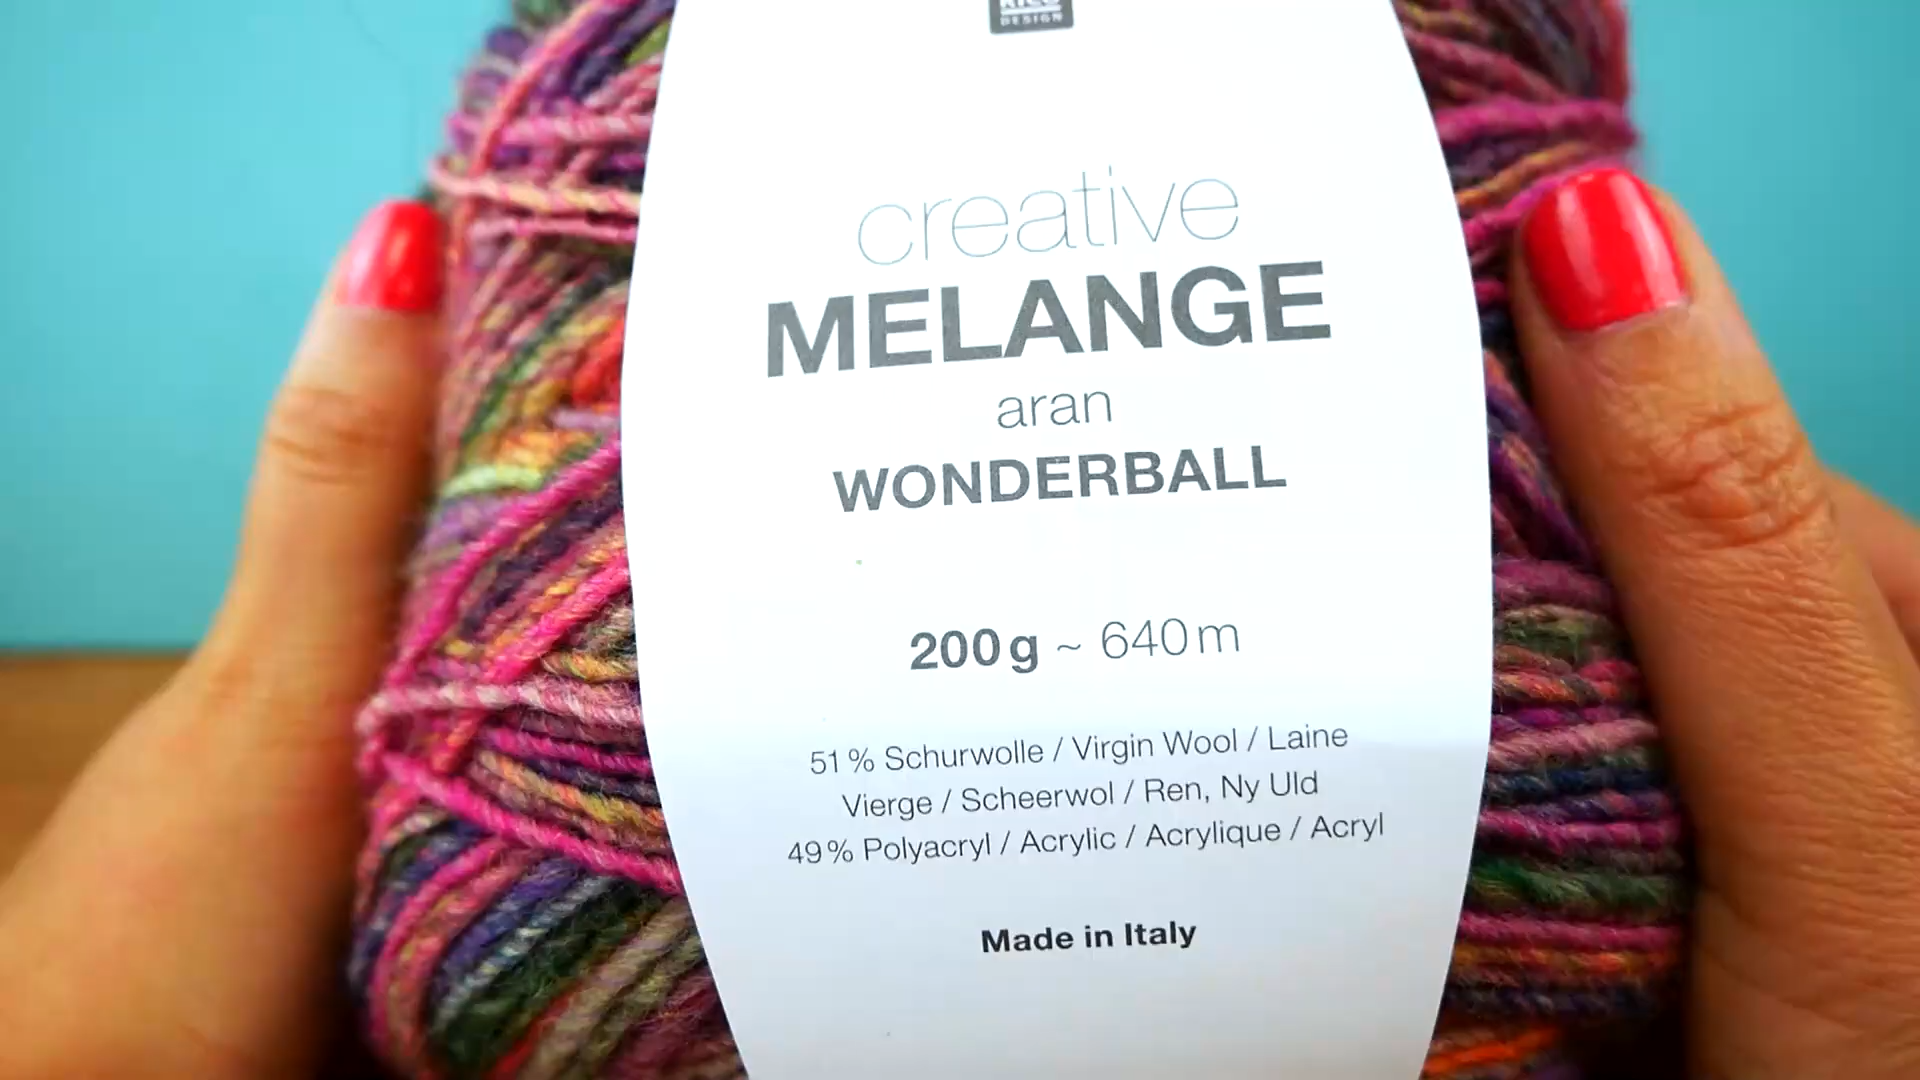 DESIGN
creative
MELANGE
aran
WONDERBALL
200g ~ 640m
51% Schurwolle / Virgin Wool / Laine
Vierge / Scheerwol / Ren, Ny Uld
49% Polyacryl / Acrylic / Acrylique / Acryl
Made in Italy